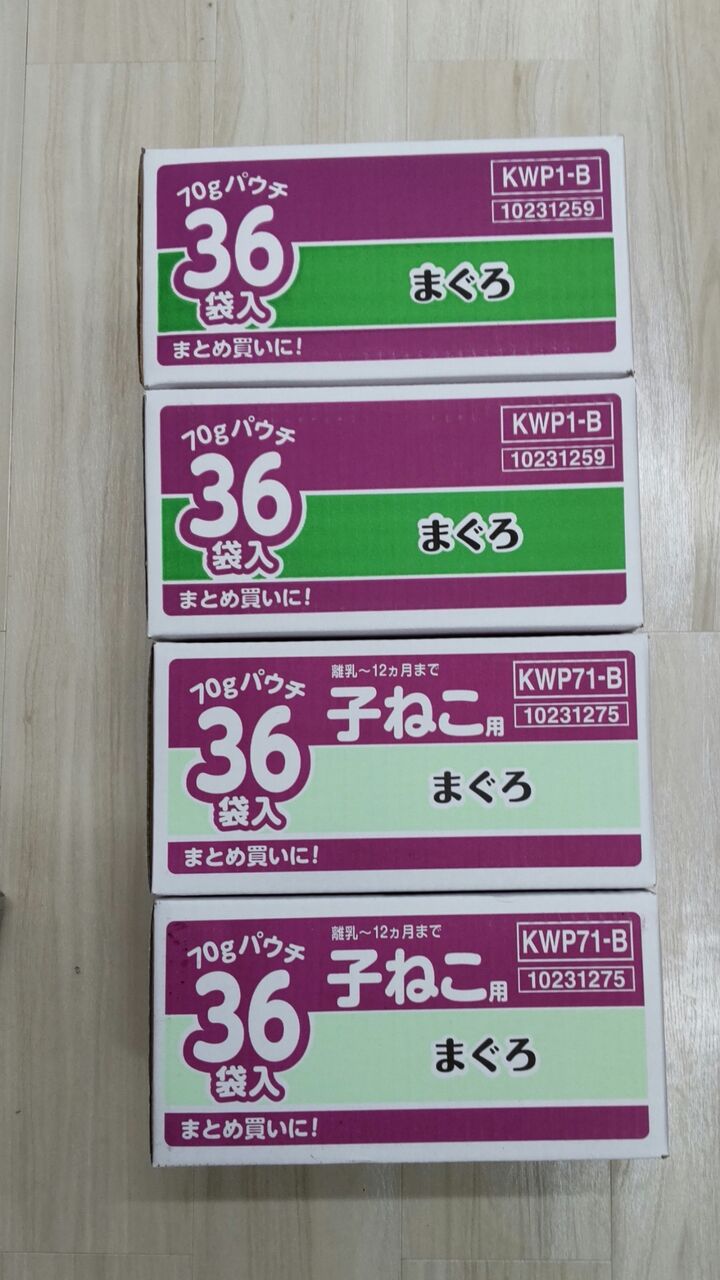 70gパウチ
36
袋入
まとめ買いに!
KWP1-B
10231259
まぐろ
70gパウチ
36
袋入
まとめ買いに!
KWP1-B
10231259
まぐろ
70gパウチ
36
袋入
まとめ買いに!
離乳～12ヵ月まで
子ねこ用
KWP71-B
10231275
まぐろ
70gパウチ
36
袋入
まとめ買いに!
離乳～12ヵ月まで
子ねこ用
KWP71-B
10231275
まぐろ